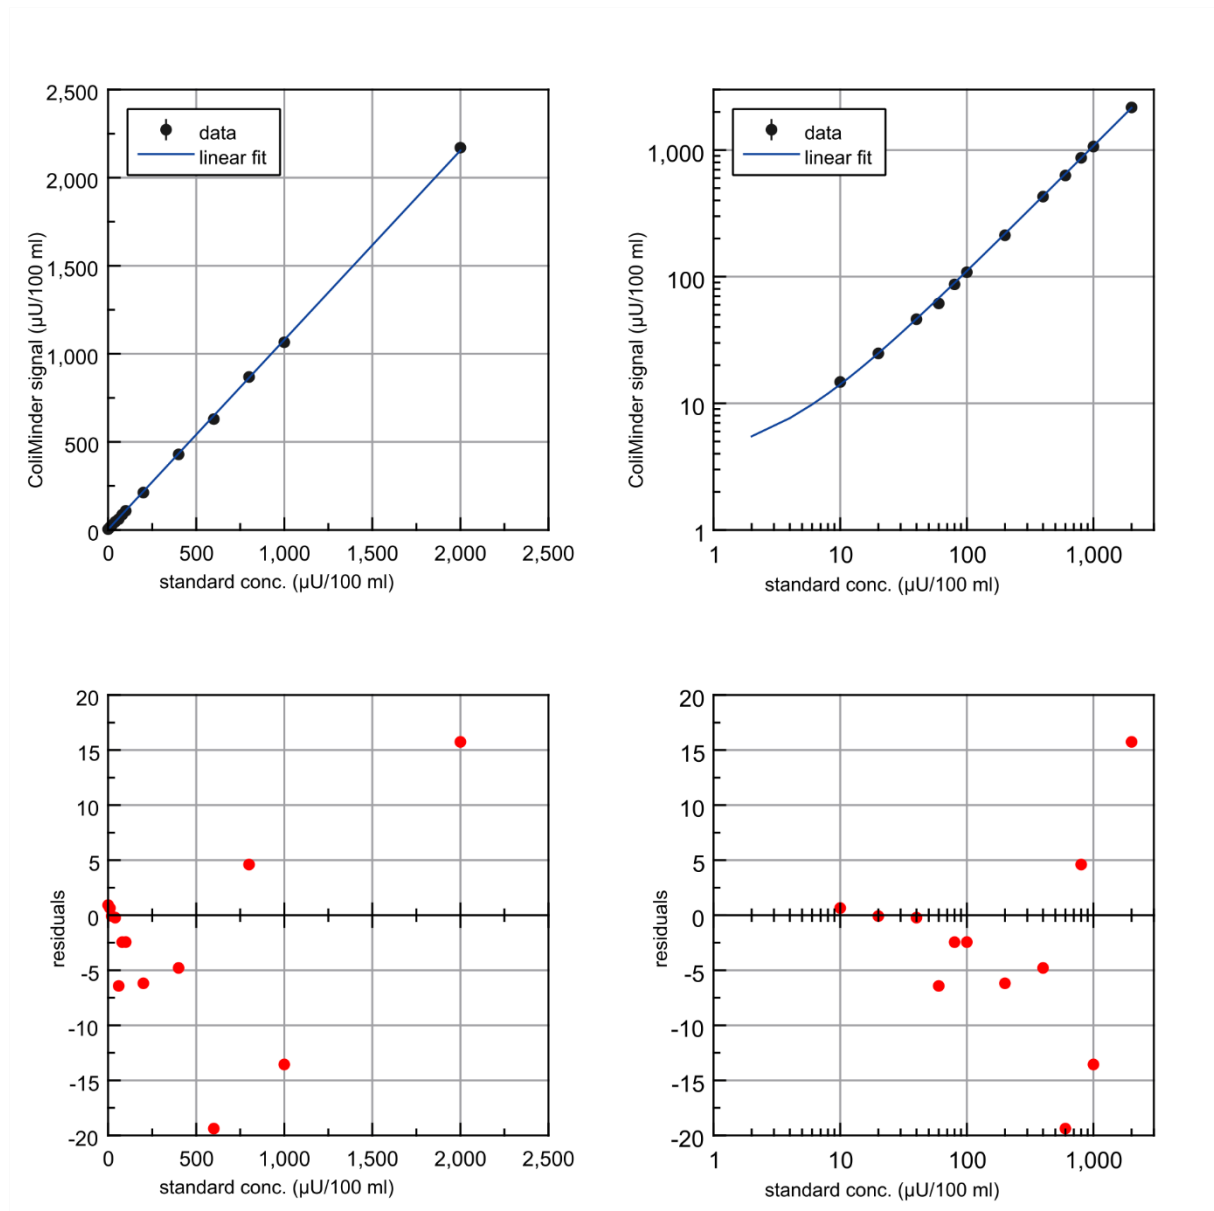 2,500
2,000
1,500
1,000
500
0
ColiMinder signal (µU/100 ml)
data
linear fit
0 500 1,000 1,500 2,000 2,500
standard conc. (µU/100 ml)
1,000
100
10
1
ColiMinder signal (µU/100 ml)
data
linear fit
1 10 100 1,000
standard conc. (µU/100 ml)
20
15
10
5
0
-5
-10
-15
-20
residuals
0 500 1,000 1,500 2,000 2,500
standard conc. (µU/100 ml)
20
15
10
5
0
-5
-10
-15
-20
residuals
1 10 100 1,000
standard conc. (µU/100 ml)